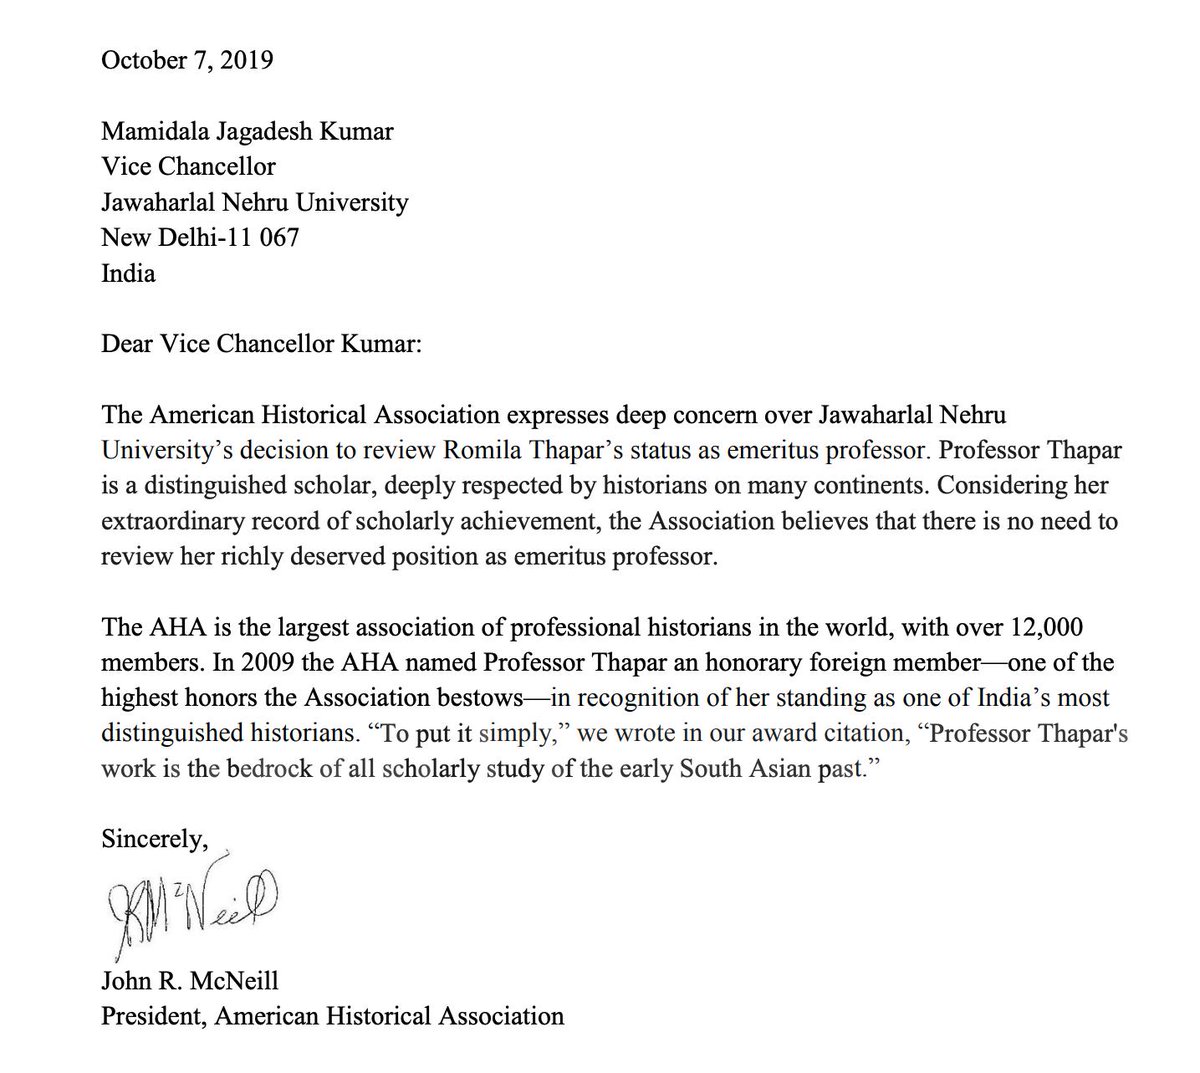 October 7, 2019
Mamidala Jagadesh Kumar
Vice Chancellor
Jawaharlal Nehru University
New Delhi-11 067
India
Dear Vice Chancellor Kumar:
The American Historical Association expresses deep concern over Jawaharlal Nehru
University’s decision to review Romila Thapar’s status as emeritus professor. Professor Thapar
is a distinguished scholar, deeply respected by historians on many continents. Considering her
extraordinary record of scholarly achievement, the Association believes that there is no need to
review her richly deserved position as emeritus professor.
The AHA is the largest association of professional historians in the world, with over 12,000
members. In 2009 the AHA named Professor Thapar an honorary foreign member—one of the
highest honors the Association bestows—in recognition of her standing as one of India’s most
distinguished historians. “To put it simply,” we wrote in our award citation, “Professor Thapar's
work is the bedrock of all scholarly study of the early South Asian past.”
Sincerely,
JRMcNeill
John R. McNeill
President, American Historical Association